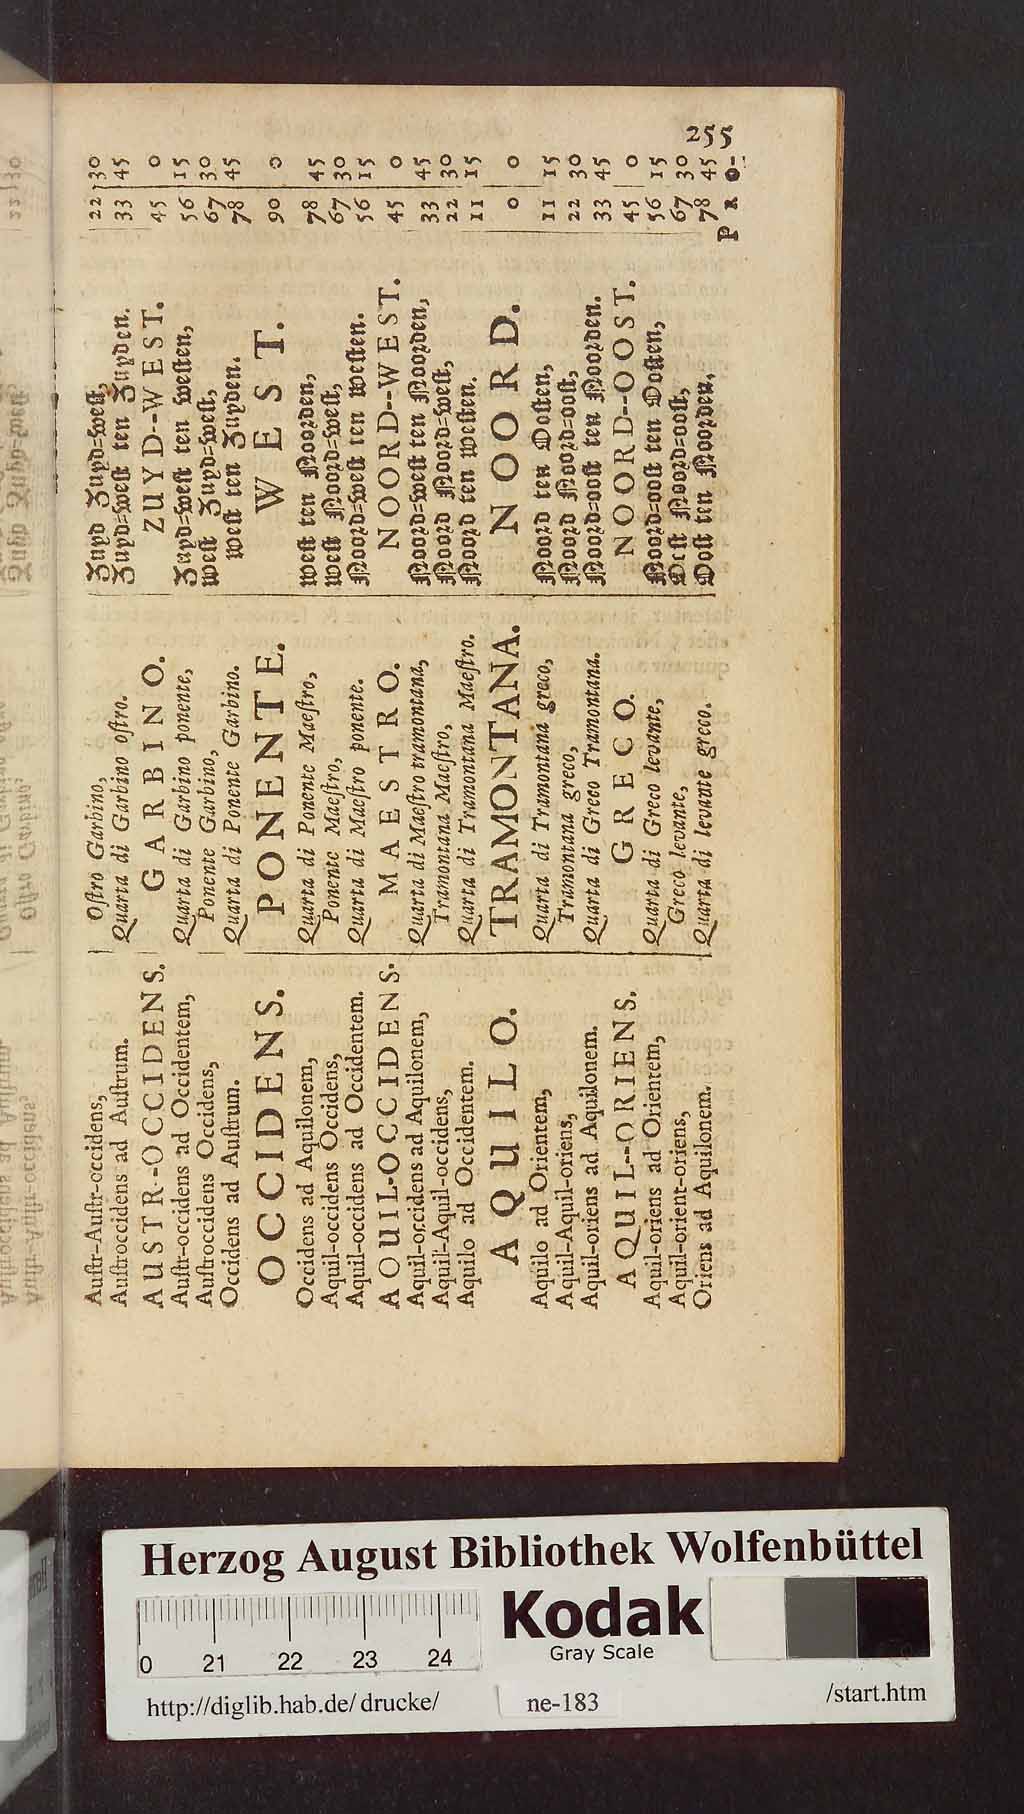 255
Auſtr-Auſtr-occidens, Oſtro Garbino, Zuyd Zuyd-weſt, 22 30
Auſtroccidens ad Auſtrum. Quarta di Garbino oſtro. Zuyd-weſt ten Zuyden. 33 45
AUSTR--OCCIDENS. GARBINO. ZUYD--WEST. 45 0
Auſtr-occidens ad Occidentem, Quarta di Garbino ponente, Zuyd-weſt ten weſten, 56 15
Auſtroccidens Occidens, Ponente Garbino, weſt Zuyd-weſt, 67 30
Occidens ad Auſtrum. Quarta di Ponente Garbino. weſt ten Zuyden. 78 45
OCCIDENS. PONENTE. WEST. 90 0
Occidens ad Aquilonem, Quarta di Ponente Maeſtro, weſt ten Noorden, 78 45
Aquil-occidens Occidens, Ponente Maeſtro, weſt Noord-weſt, 67 30
Aquil-occidens ad Occidentem. Quarta di Maeſtro ponente. Noord-weſt ten weſten. 56 15
AQUIL-OCCIDENS. MAESTRO. NOORD--WEST. 45 0
Aquil-occidens ad Aquilonem, Quarta di Maeſtro tramontana, Noord-weſt ten Noorden, 33 45
Aquil-Aquil-occidens, Tramontana Maeſtro, Noord Noord-weſt, 22 30
Aquilo ad Occidentem. Quarta di Tramontana Maeſtro. Noord ten weſten. 11 15
AQUILO. TRAMONTANA. NOORD. 0 0
Aquilo ad Orientem, Quarta di Tramontana greco, Noord ten Ooſten, 11 15
Aquil-Aquil-oriens, Tramontana greco, Noord Noord-ooſt, 22 30
Aquil-oriens ad Aquilonem. Quarta di Greco Tramontana. Noord-ooſt ten Noorden. 33 45
AQUIL--ORIENS. GRECO. NOORD--OOST. 45 0
Aquil-oriens ad Orientem, Quarta di Greco levante, Noord-ooſt ten Ooſten, 56 15
Aquil-orient-oriens, Greco levante, Oeſt Noord-ooſt, 67 30
Oriens ad Aquilonem. Quarta di levante greco. Ooſt ten Noorden, 78 45
PRO-
Herzog August Bibliothek Wolfenbüttel
0 21 22 23 24
Kodak
Gray Scale
http://diglib.hab.de/drucke/ ne-183 /start.htm